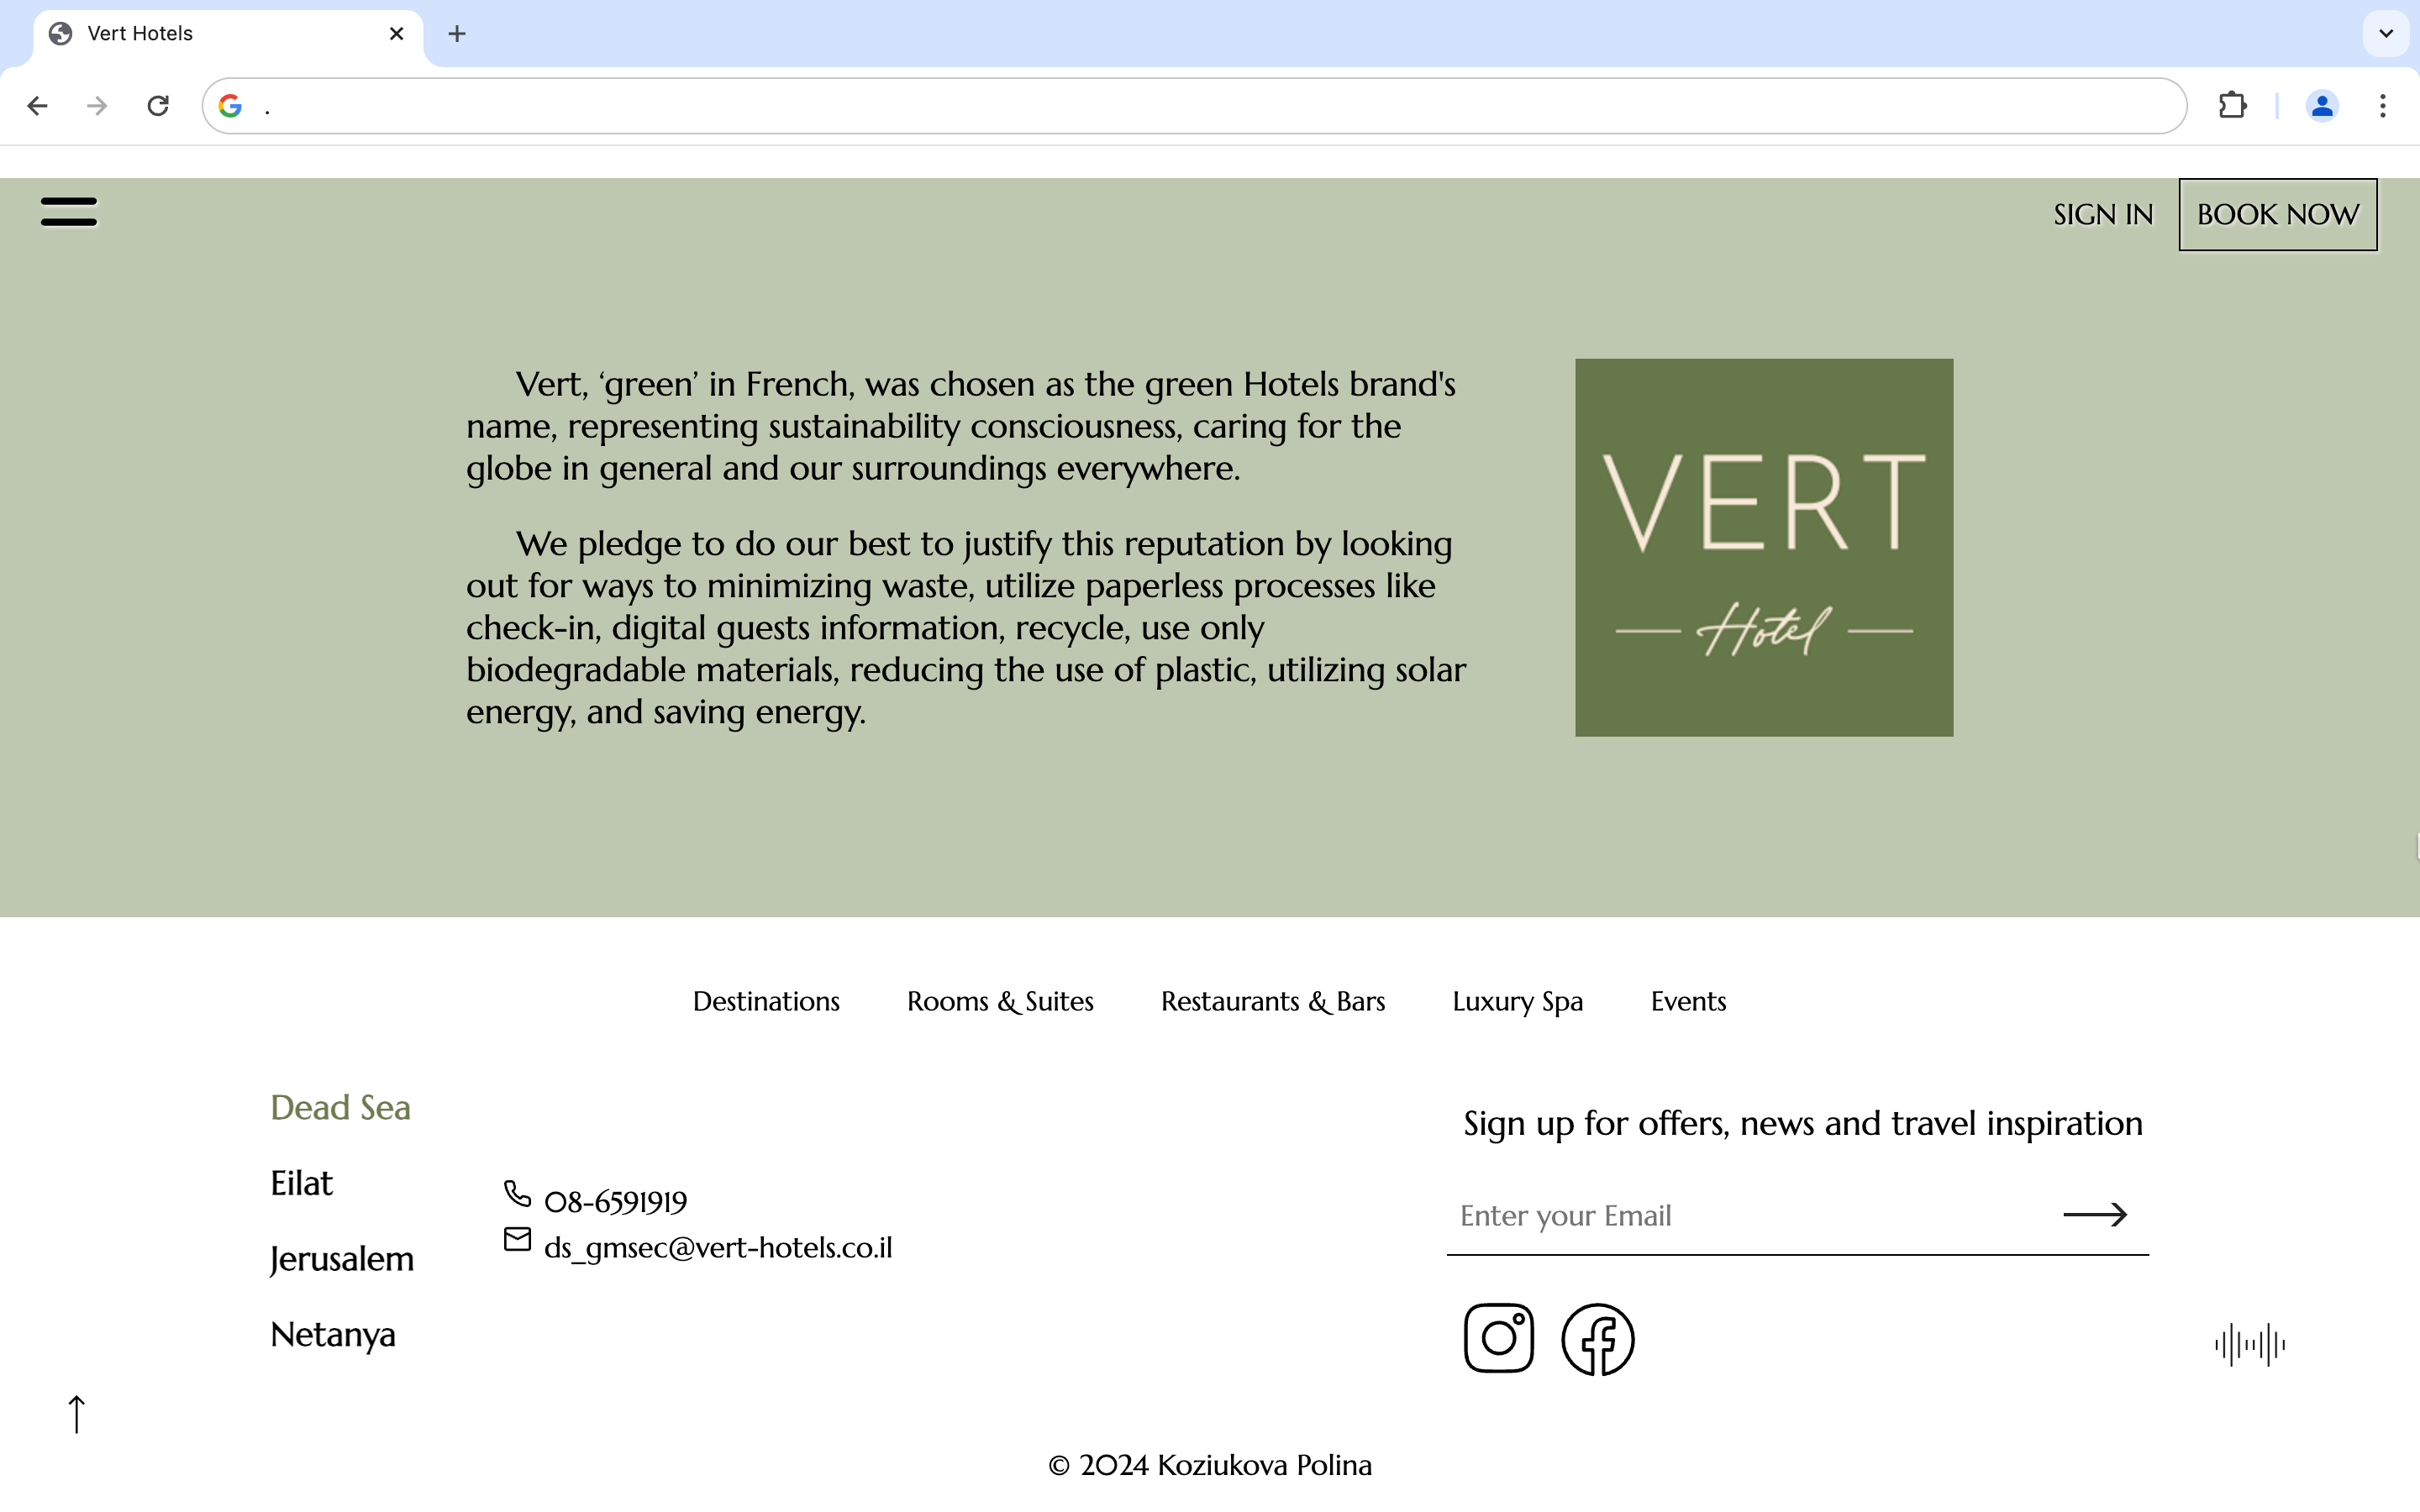 Vert Hotels
.
SIGN IN
BOOK NOW
Vert, ‘green’ in French, was chosen as the green Hotels brand's
name, representing sustainability consciousness, caring for the
globe in general and our surroundings everywhere.
We pledge to do our best to justify this reputation by looking
out for ways to minimizing waste, utilize paperless processes like
check-in, digital guests information, recycle, use only
biodegradable materials, reducing the use of plastic, utilizing solar
energy, and saving energy.
VERT
Hotel
Destinations
Rooms & Suites
Restaurants & Bars
Luxury Spa
Events
Dead Sea
Eilat
Jerusalem
Netanya
08-6591919
ds_gmsec@vert-hotels.co.il
Sign up for offers, news and travel inspiration
Enter your Email
© 2024 Koziukova Polina